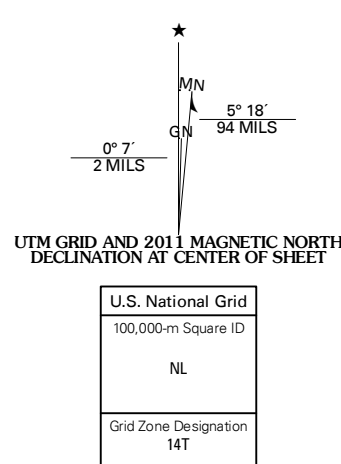 ★
MN
GN
5° 18´
94 MILS
0° 7´
2 MILS
UTM GRID AND 2011 MAGNETIC NORTH
DECLINATION AT CENTER OF SHEET
U.S. National Grid
100,000-m Square ID
NL
Grid Zone Designation
14T